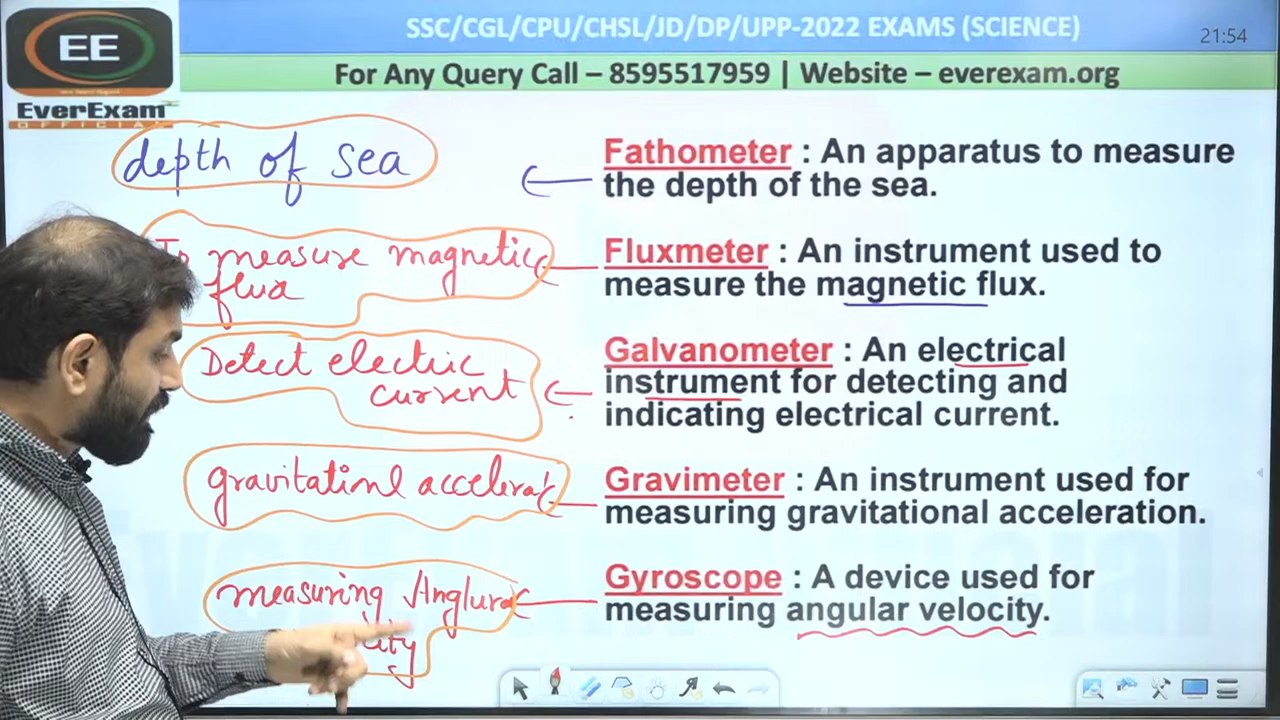 SSC/CGL/CPU/CHSL/JD/DP/UPP-2022 EXAMS (SCIENCE)
21:54
For Any Query Call – 8595517959 | Website – everexam.org
EE
EverExam
OFFICIAL
depth of sea
Fathometer : An apparatus to measure
the depth of the sea.
To measure magnetic
flux
Fluxmeter : An instrument used to
measure the magnetic flux.
Detect electric
current
Galvanometer : An electrical
instrument for detecting and
indicating electrical current.
gravitational accelerat
Gravimeter : An instrument used for
measuring gravitational acceleration.
measuring Anglura
city
Gyroscope : A device used for
measuring angular velocity.